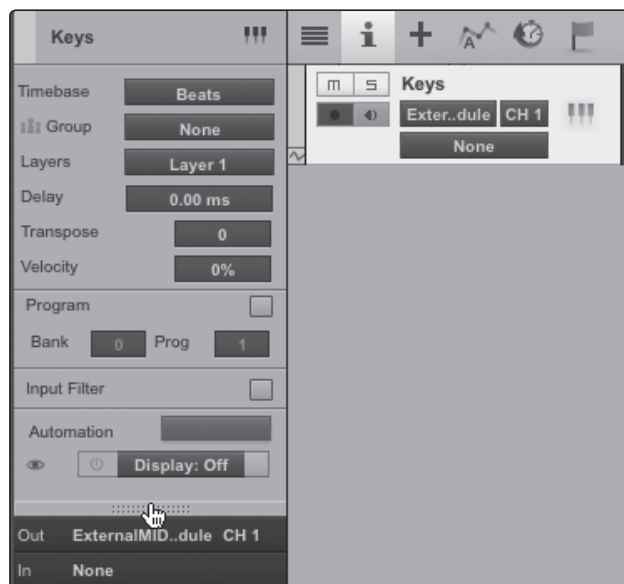 Keys
Timebase Beats
Group None
Layers Layer 1
Delay 0.00 ms
Transpose 0
Velocity 0%
Program
Bank 0 Prog 1
Input Filter
Automation
Display: Off
Out ExternalMID..dule CH 1
In None
i + A
M S Keys
Exter..dule CH 1
None